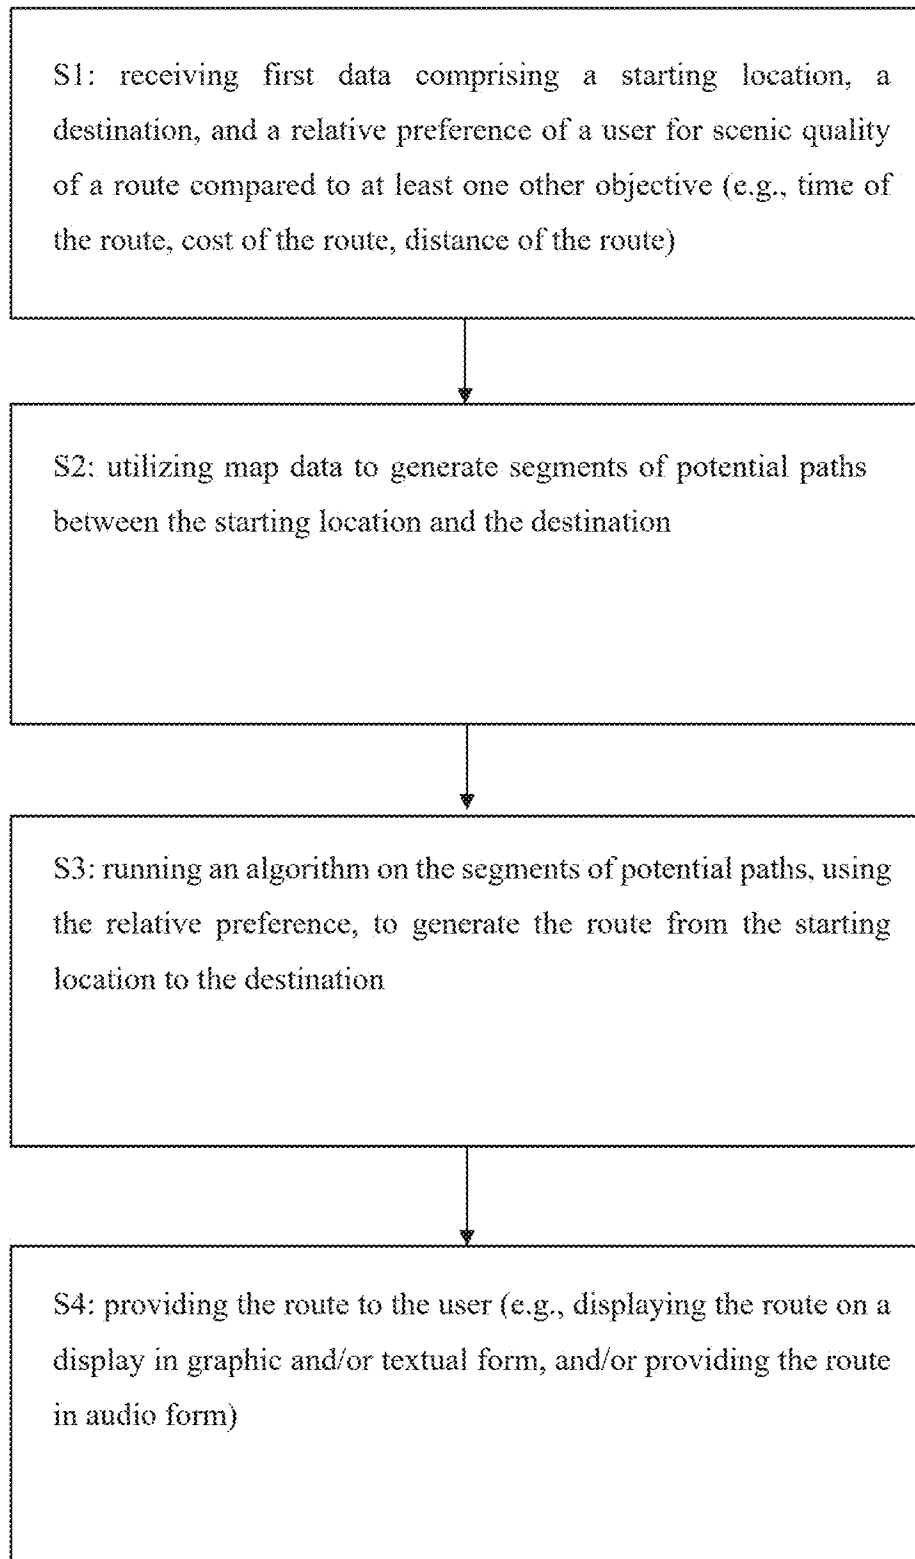 S1: receiving first data comprising a starting location, a
destination, and a relative preference of a user for scenic quality
of a route compared to at least one other objective (e.g., time of
the route, cost of the route, distance of the route)
S2: utilizing map data to generate segments of potential paths
between the starting location and the destination
S3: running an algorithm on the segments of potential paths, using
the relative preference, to generate the route from the starting
location to the destination
S4: providing the route to the user (e.g., displaying the route on a
display in graphic and/or textual form, and/or providing the route
in audio form)